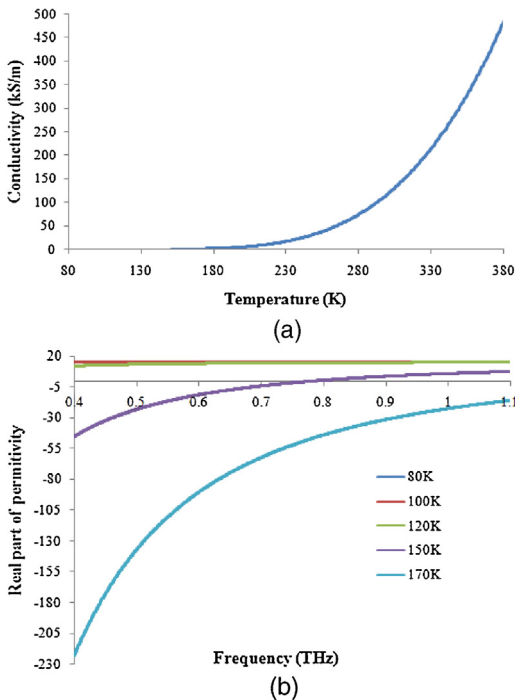 500
450
400
350
300
250
200
150
100
50
0
Conductivity (kS/m)
80 130 180 230 280 330 380
Temperature (K)
(a)
20
-5
-30
-55
-80
-105
-130
-155
-180
-205
-230
Real part of permitivity
0.4 0.5 0.6 0.7 0.8 0.9 1 1.1
80K
100K
120K
150K
170K
Frequency (THz)
(b)